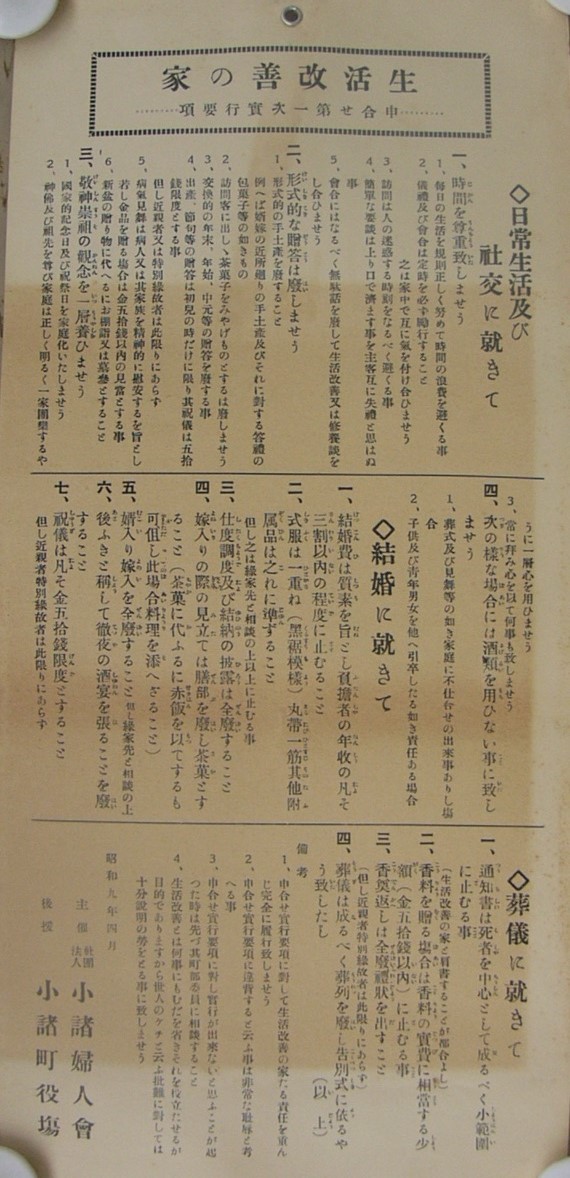 生活改善の家
申合せ第一次實行要項
◇日常生活及び
社交に就きて
一、時間を尊重致しませう
1、毎日の生活を規則正しく努めて時間の浪費を避くる事
2、儀禮及び會合は定時を必ず勵行すること
之は家中で互に氣を付け合ひませう
3、訪問は人の迷惑する時刻をなるべく避くる事
4、簡單な要談は上り口で濟ます事を主客互に失禮と思はぬ
事
5、會合にはなるべく無駄話を廢して生活改善又は修養談を
し合ひませう
二、形式的な贈答は廢しませう
1、形式的の手土産を廢すること
例へば婚嫁の近所廻りの手土産及びそれに對する答禮の
包菓子等の如きもの
2、訪問客に出しゝ茶菓子をみやげものとするは廢しませう
3、交換的の年末、年始、中元等の贈答を廢する事
4、出産、節句等の贈答は初兒の時だけに限り其祝儀は五拾
錢限度とする事
但し近親者又は特別緣故者は此限りにあらず
5、病氣見舞は病人又は其家族を精神的に慰安するを旨とし
若し金品を贈る場合は金五拾錢以内の見當とする事
6、新盆の贈り物に代へるにお棚詣又は墓參とすること
三、敬神崇祖の觀念を一層養ひませう
1、國家的記念日及び祝祭日を家庭化いたしませう
2、神佛及び祖先を尊び家庭は正しく明るく一家團欒するや
うに一層心を用ひませう
3、常に拜み心を以て何事も致しませう
四、次の樣な場合には酒類を用ひない事に致し
ませう
1、葬式及び見舞等の如き家庭に不仕合せの出來事ありし場
合
2、子供及び青年男女を他へ引率したる如き責任ある場合
◇結婚に就きて
一、結婚費は質素を旨とし負擔者の年收の凡そ
三割以内の程度に止むること
二、式服は一重ね(黒裾模樣)丸帶一筋其他附
属品は之れに準ずること
但し之は緣家先と相談の上以上に止むる事
三、仕度調度及び結納の披露は全廢すること
四、嫁入りの際の見立ては膳部を廢し茶菓とす
ること(茶菓に代ふるに赤飯を以てするも
可但し此場合料理を添へざること)
五、婿入り嫁入を全廢すること 但し緣家先と相談の上
六、後ふきと稱して徹夜の酒宴を張ることを廢
すること
七、祝儀は凡そ金五拾錢限度とすること
但し近親者特別緣故者は此限りにあらず
◇葬儀に就きて
一、通知書は死者を中心として成るべく小範圍
に止むる事
(生活改善の家と肩書することが都合よし)
二、香料を贈る場合は香料の實費に相當する少
額(金五拾錢以内)に止むる事
三、香奠返しは全廢禮狀を出すこと
(但し近親者特別緣故者は此限りにあらず)
四、葬儀は成るべく葬列を廢し告別式に依るや
う致したし
(以上)
備考
1、申合せ實行要項に對して生活改善の家たる責任を重ん
じ完全に履行致しませう
2、申合せ實行要項に違背すると云ふ事は非常な恥辱と考
へる事
3、申合せ實行要項に對し實行が出來ないと思ふことが起
つた時は先づ其町部委員に相談すること
4、生活改善とは何事にもむだを省きそれを役立たせるが
目的でありますから世人のケチと云ふ批難に對しては
十分説明の勞をとる事に致しませう
昭和九年四月
主催 社團法人 小諸婦人會
後援 小諸町役塲